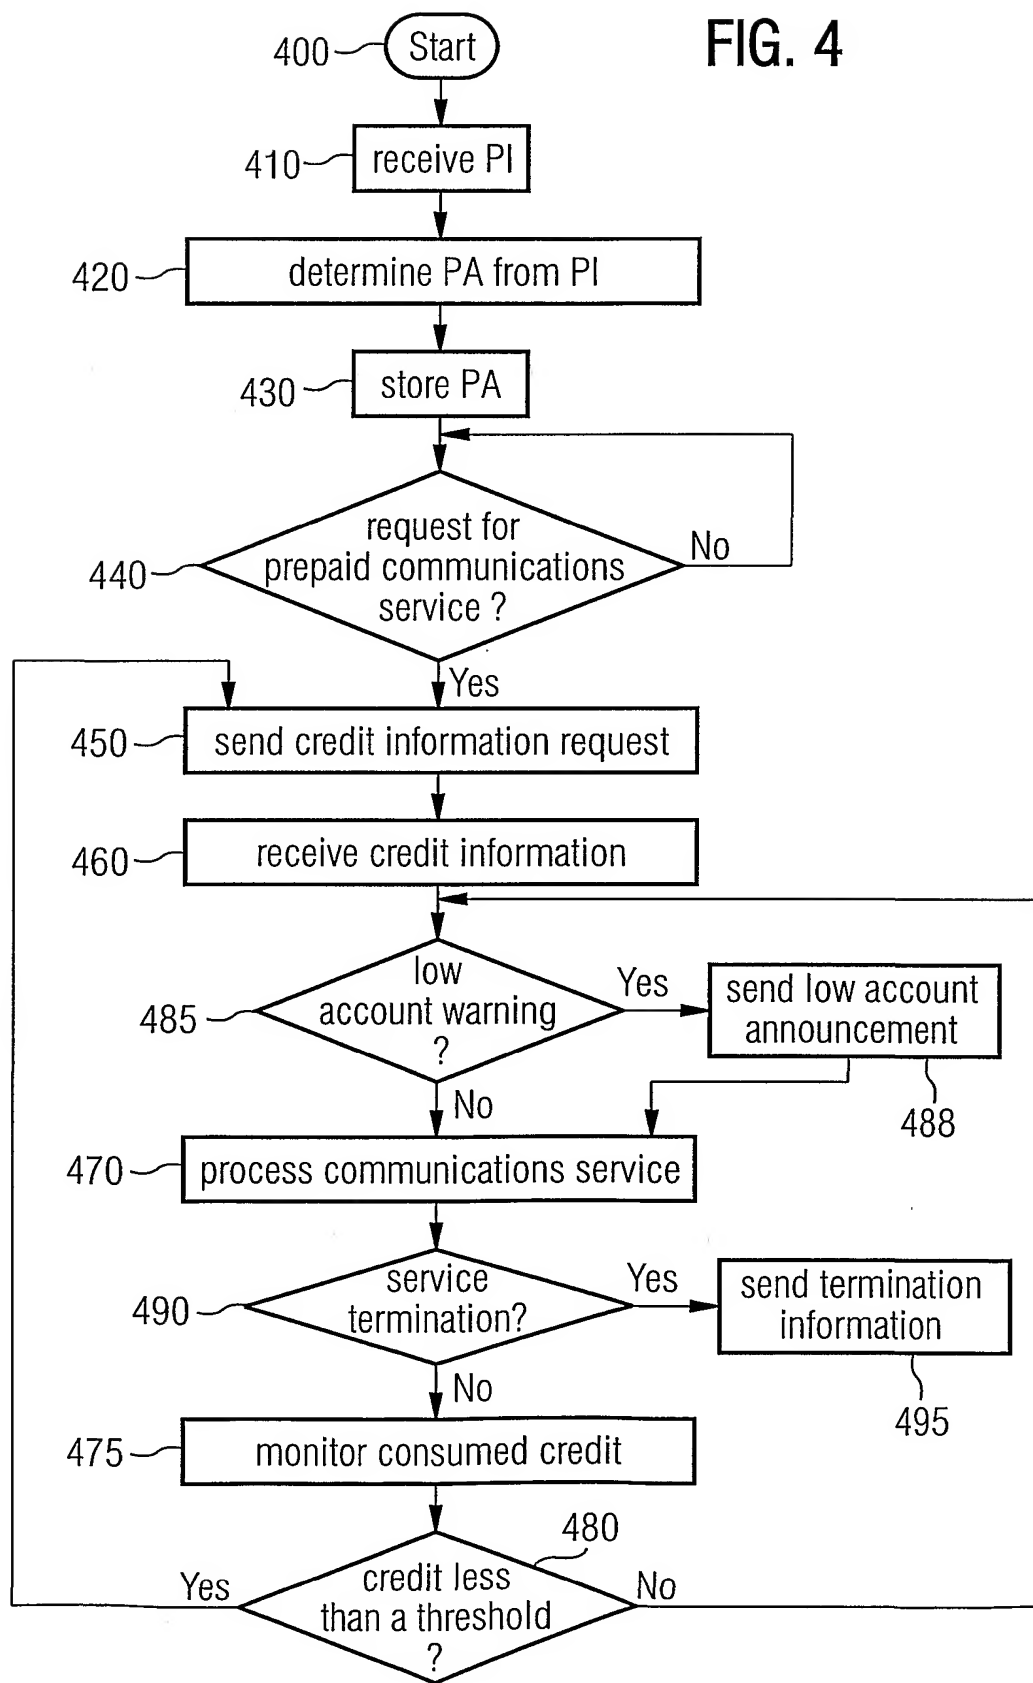 FIG. 4
400
Start
410
receive PI
420
determine PA from PI
430
store PA
440
request for
prepaid communications
service ?
No
Yes
450
send credit information request
460
receive credit information
485
low
account warning
?
Yes
send low account
announcement
488
No
470
process communications service
490
service
termination?
Yes
send termination
information
495
No
475
monitor consumed credit
480
Yes
credit less
than a threshold
?
No